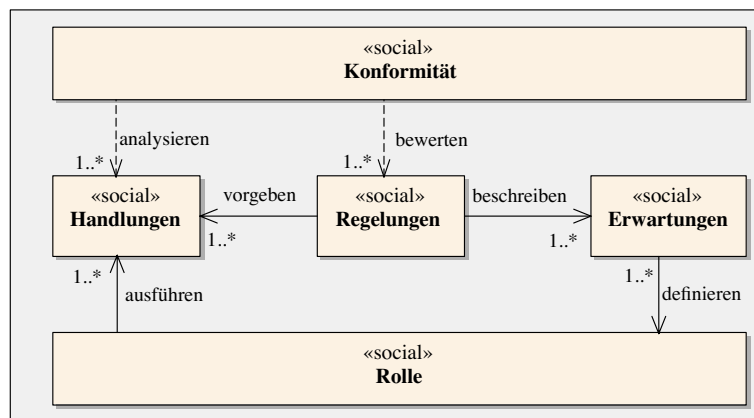 «social»
Konformität
analysieren
bewerten
1..*
1..*
«social»
Handlungen
vorgeben
1..*
«social»
Regelungen
beschreiben
1..*
«social»
Erwartungen
1..*
ausführen
1..*
definieren
«social»
Rolle